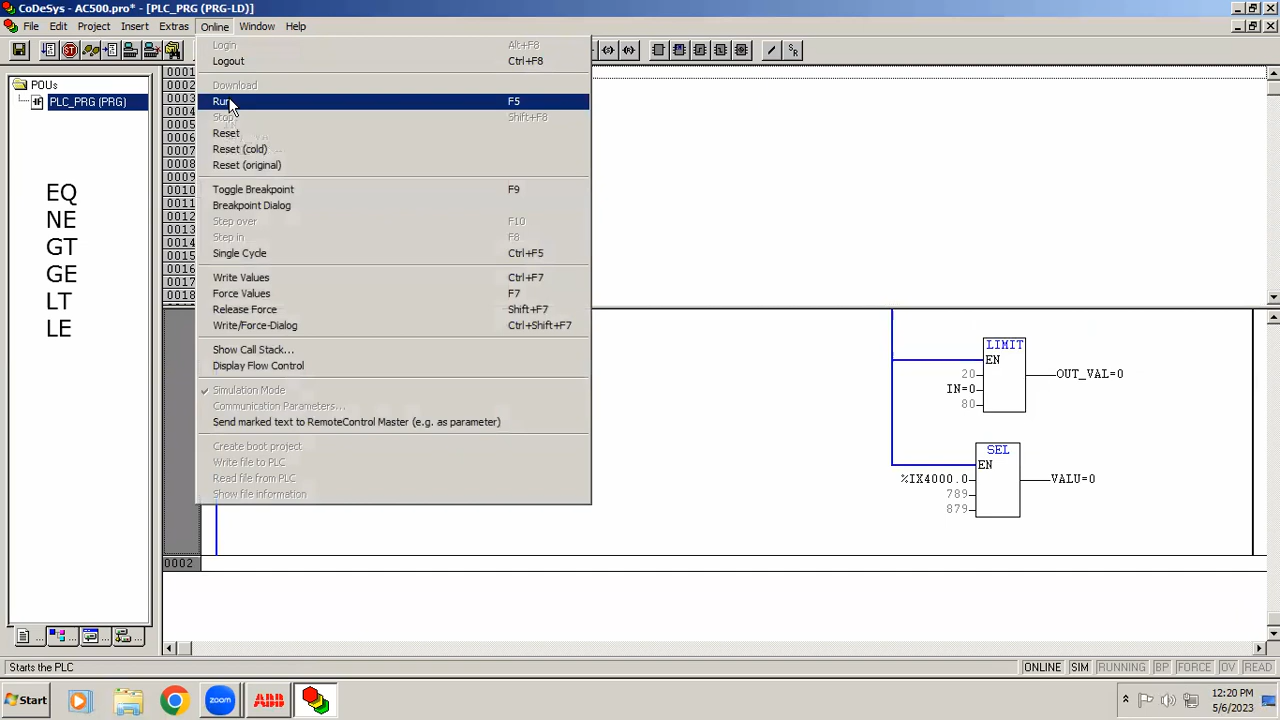 CoDeSys - AC500.pro* - [PLC_PRG (PRG-LD)]
File Edit Project Insert Extras Online Window Help
Login Alt+F8
Logout Ctrl+F8
Download
Run F5
Stop Shift+F8
Reset
Reset (cold)
Reset (original)
Toggle Breakpoint F9
Breakpoint Dialog
Step over F10
Step in F8
Single Cycle Ctrl+F5
Write Values Ctrl+F7
Force Values F7
Release Force Shift+F7
Write/Force-Dialog Ctrl+Shift+F7
Show Call Stack...
Display Flow Control
Simulation Mode
Communication Parameters...
Send marked text to RemoteControl Master (e.g. as parameter)
Create boot project
Write file to PLC
Read file from PLC
Show file information
POUs
PLC_PRG (PRG)
EQ
NE
GT
GE
LT
LE
0001
0002
0003
0004
0005
0006
0007
0008
0009
0010
0011
0012
0013
0014
0015
0016
0017
0018
LIMIT
EN
20
OUT_VAL=0
IN=0
80
SEL
EN
%IX4000.0
VALU=0
789
879
0002
Starts the PLC
ONLINE SIM RUNNING BP FORCE OV READ
Start
zoom
ABB
12:20 PM
5/6/2023